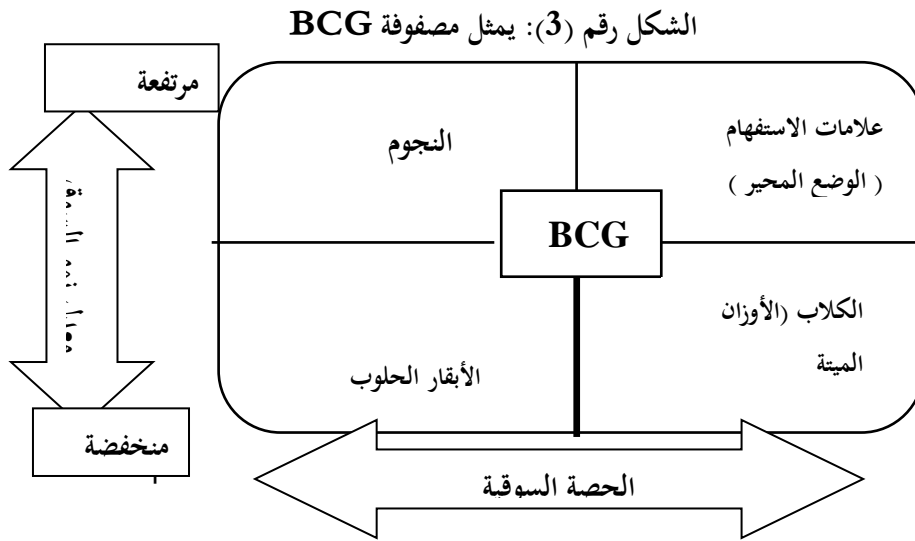 الشكل رقم (3): يمثل مصفوفة BCG
مرتفعة
علامات الاستفهام
( الوضع المحير )
النجوم
BCG
الكلاب (الأوزان
الميتة
الأبقار الحلوب
منخفضة
الحصة السوقية